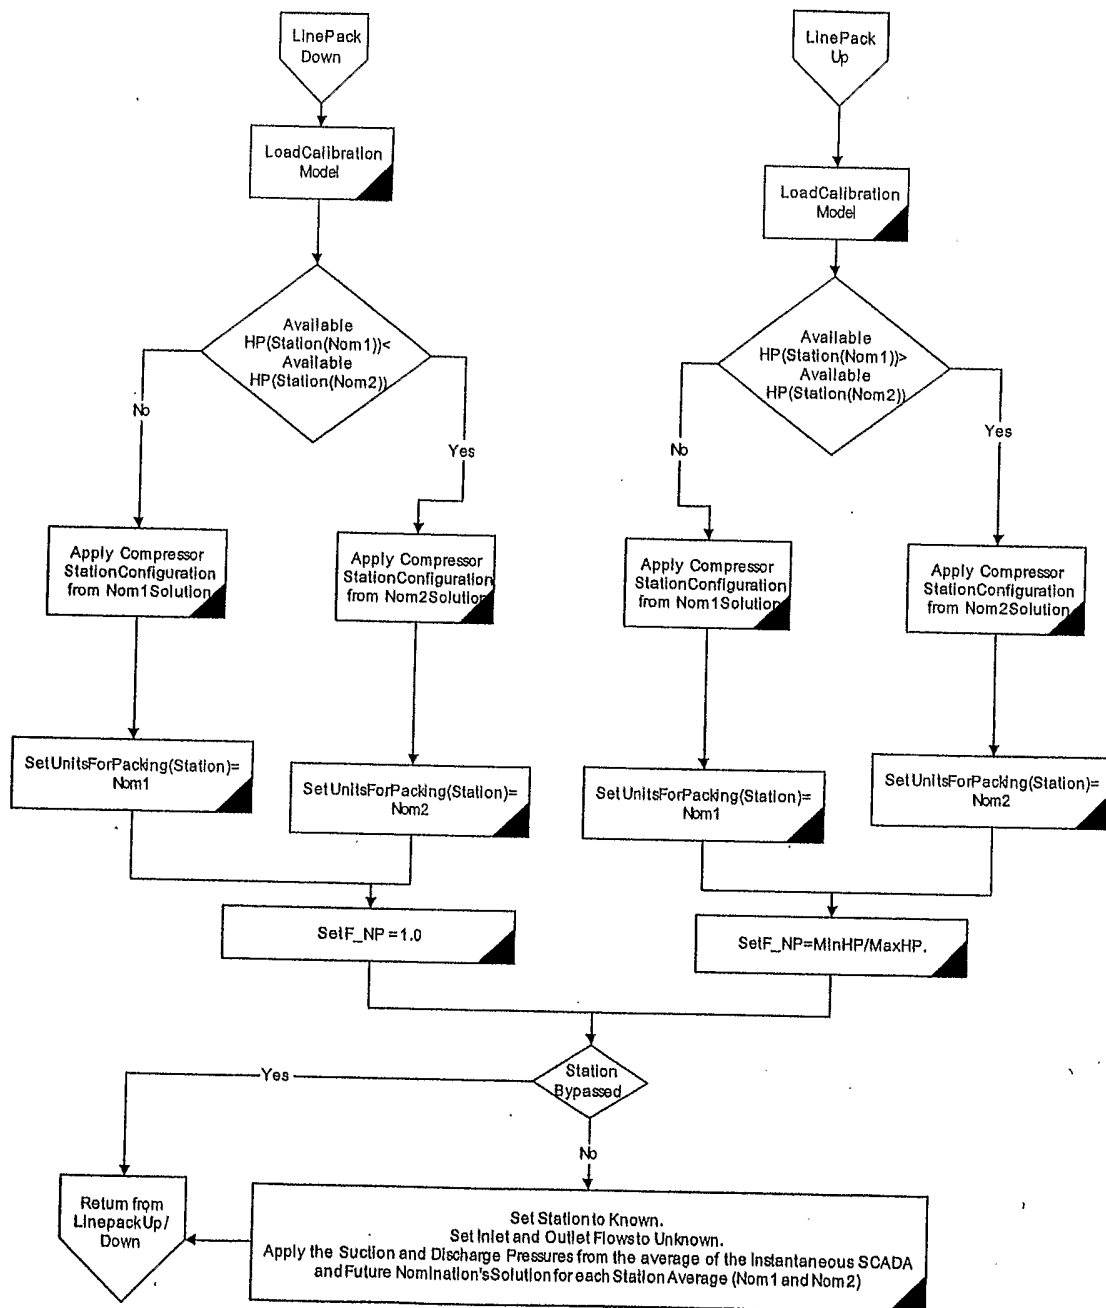 LinePack
Down
LoadCalibration
Model
Available
HP(Station(Nom1))<
Available
HP(Station(Nom2))
No
Yes
Apply Compressor
StationConfiguration
from Nom1Solution
Apply Compressor
StationConfiguration
from Nom2Solution
SetUnitsForPacking(Station)=
Nom1
SetUnitsForPacking(Station)=
Nom2
SetF_NP=1.0
LinePack
Up
LoadCalibration
Model
Available
HP(Station(Nom1))>
Available
HP(Station(Nom2))
No
Yes
Apply Compressor
StationConfiguration
from Nom1Solution
Apply Compressor
StationConfiguration
from Nom2Solution
SetUnitsForPacking(Station)=
Nom1
SetUnitsForPacking(Station)=
Nom2
SetF_NP=MinHP/MaxHP.
Station
Bypassed
Yes
No
Return from
LinepackUp/
Down
Set Station to Known.
Set Inlet and Outlet Flows to Unknown.
Apply the Suction and Discharge Pressures from the average of the Instantaneous SCADA
and Future Nomination's Solution for each Station Average (Nom1 and Nom2)